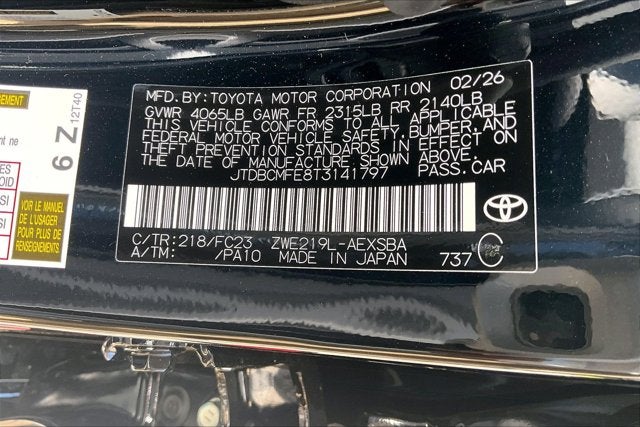 MFD. BY: TOYOTA MOTOR CORPORATION 02/26
GVWR 4065LB GAWR FR 2315LB RR 2140LB
THIS VEHICLE CONFORMS TO ALL APPLICABLE
FEDERAL MOTOR VEHICLE SAFETY, BUMPER, AND
THEFT PREVENTION STANDARDS IN EFFECT ON
THE DATE OF MANUFACTURE SHOWN ABOVE.
JTDBCMFE8T3141797 PASS.CAR
C/TR: 218/FC23 ZWE219L-AEXSBA
A/TM: /PA10 MADE IN JAPAN 737 C
6 Z 12T40
VOIR LE MANUEL
DE L'USAGER
POUR PLUS DE